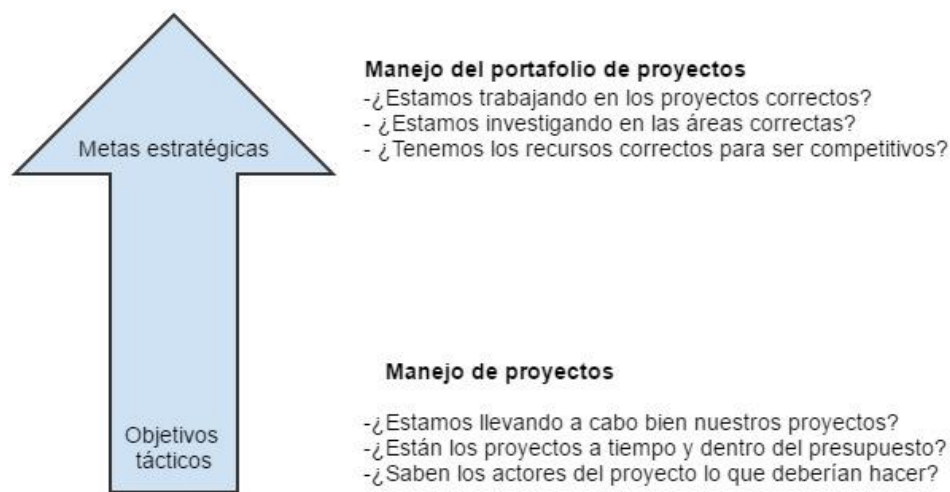 Manejo del portafolio de proyectos
-¿Estamos trabajando en los proyectos correctos?
- ¿Estamos investigando en las áreas correctas?
Metas estratégicas
- ¿Tenemos los recursos correctos para ser competitivos?
Manejo de proyectos
-¿Estamos llevando a cabo bien nuestros proyectos?
-¿Están los proyectos a tiempo y dentro del presupuesto?
-¿Saben los actores del proyecto lo que deberían hacer?
Objetivos
tácticos